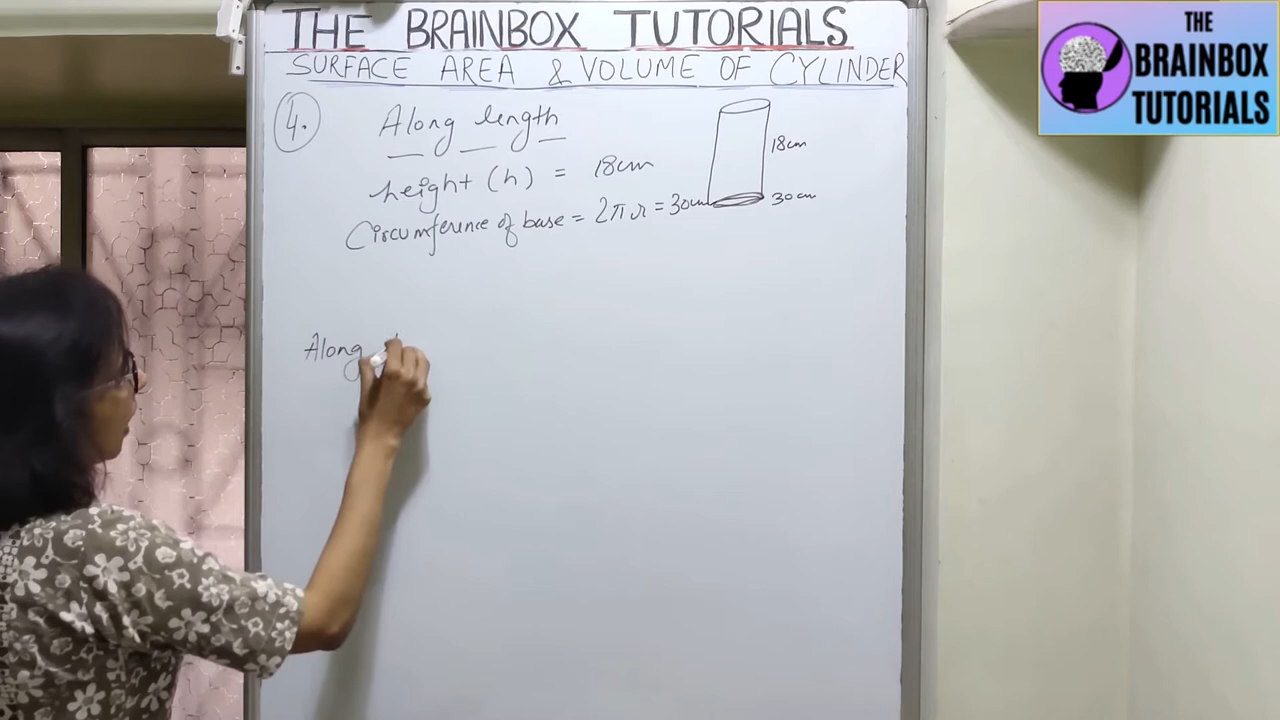 THE BRAINBOX TUTORIALS
SURFACE AREA & VOLUME OF CYLINDER
4.
Along length
height (h) = 18cm
Circumference of base = 2πr = 30cm
18cm
30cm
Along
THE
BRAINBOX
TUTORIALS